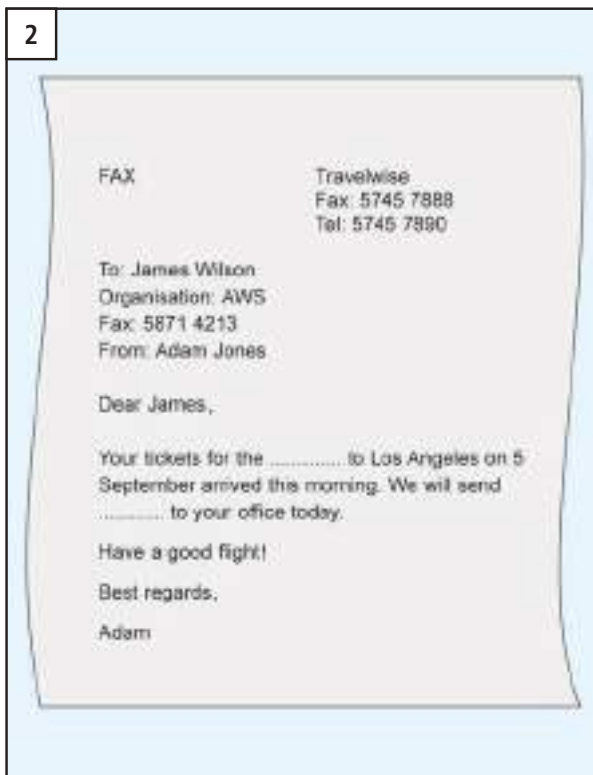 2
FAX
Travelwise
Fax: 5745 7888
Tel: 5745 7890
To: James Wilson
Organisation: AWS
Fax: 5871 4213
From: Adam Jones
Dear James,
Your tickets for the .............. to Los Angeles on 5
September arrived this morning. We will send
............. to your office today.
Have a good flight!
Best regards,
Adam